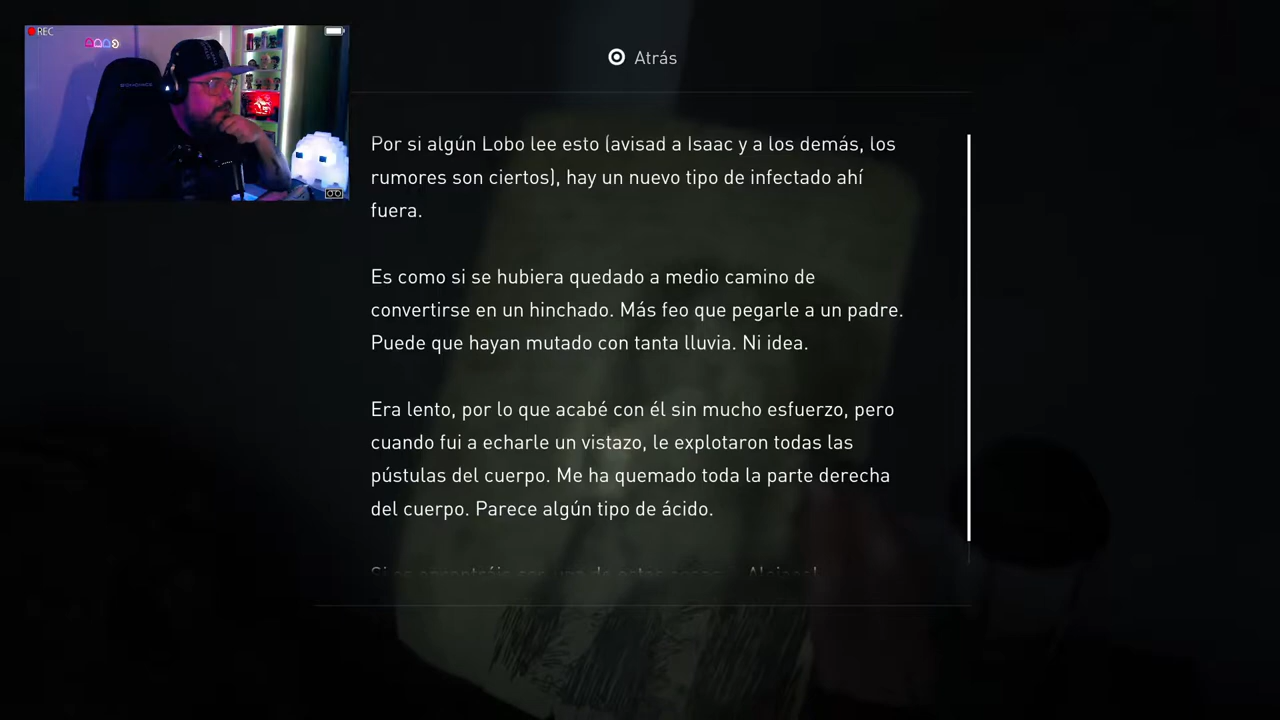 REC
Atrás
Por si algún Lobo lee esto (avisad a Isaac y a los demás, los
rumores son ciertos), hay un nuevo tipo de infectado ahí
fuera.
Es como si se hubiera quedado a medio camino de
convertirse en un hinchado. Más feo que pegarle a un padre.
Puede que hayan mutado con tanta lluvia. Ni idea.
Era lento, por lo que acabé con él sin mucho esfuerzo, pero
cuando fui a echarle un vistazo, le explotaron todas las
pústulas del cuerpo. Me ha quemado toda la parte derecha
del cuerpo. Parece algún tipo de ácido.